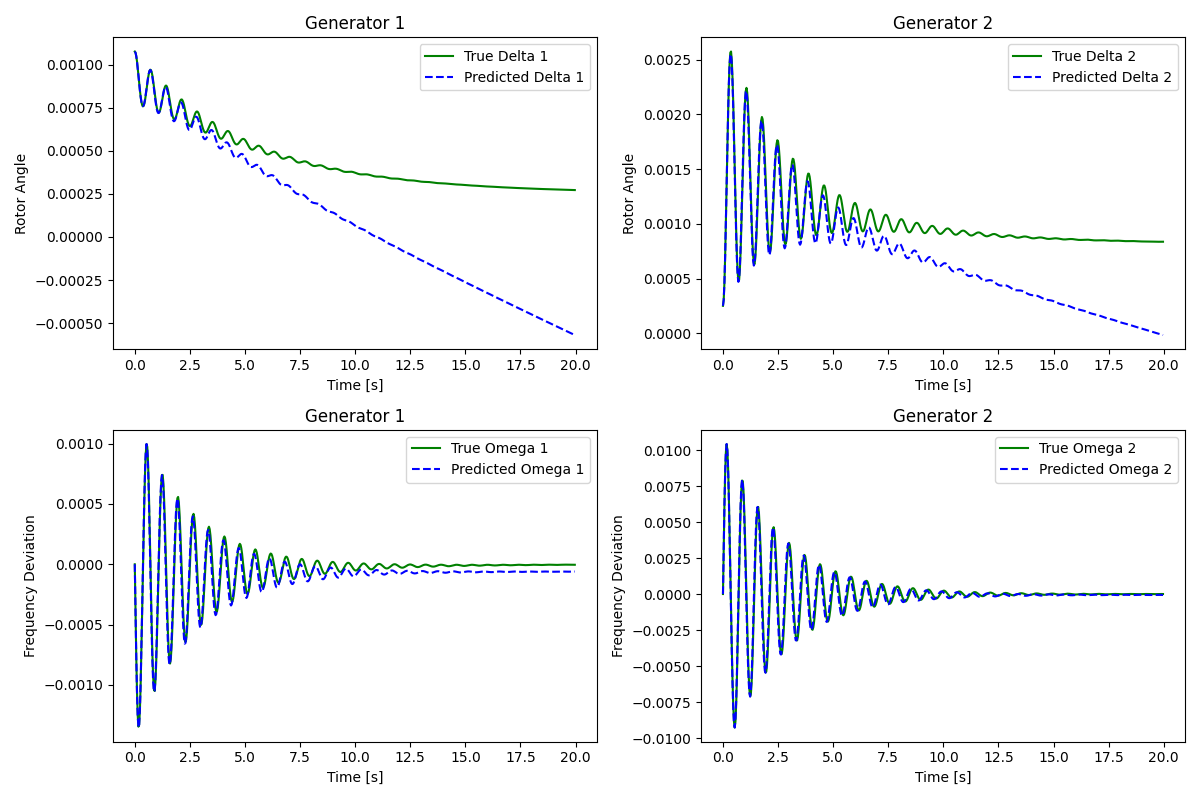 Generator 1
True Delta 1
Predicted Delta 1
Rotor Angle
0.00100
0.00075
0.00050
0.00025
0.00000
−0.00025
−0.00050
0.0 2.5 5.0 7.5 10.0 12.5 15.0 17.5 20.0
Time [s]
Generator 2
True Delta 2
Predicted Delta 2
Rotor Angle
0.0025
0.0020
0.0015
0.0010
0.0005
0.0000
0.0 2.5 5.0 7.5 10.0 12.5 15.0 17.5 20.0
Time [s]
Generator 1
True Omega 1
Predicted Omega 1
Frequency Deviation
0.0010
0.0005
0.0000
−0.0005
−0.0010
0.0 2.5 5.0 7.5 10.0 12.5 15.0 17.5 20.0
Time [s]
Generator 2
True Omega 2
Predicted Omega 2
Frequency Deviation
0.0100
0.0075
0.0050
0.0025
0.0000
−0.0025
−0.0050
−0.0075
−0.0100
0.0 2.5 5.0 7.5 10.0 12.5 15.0 17.5 20.0
Time [s]